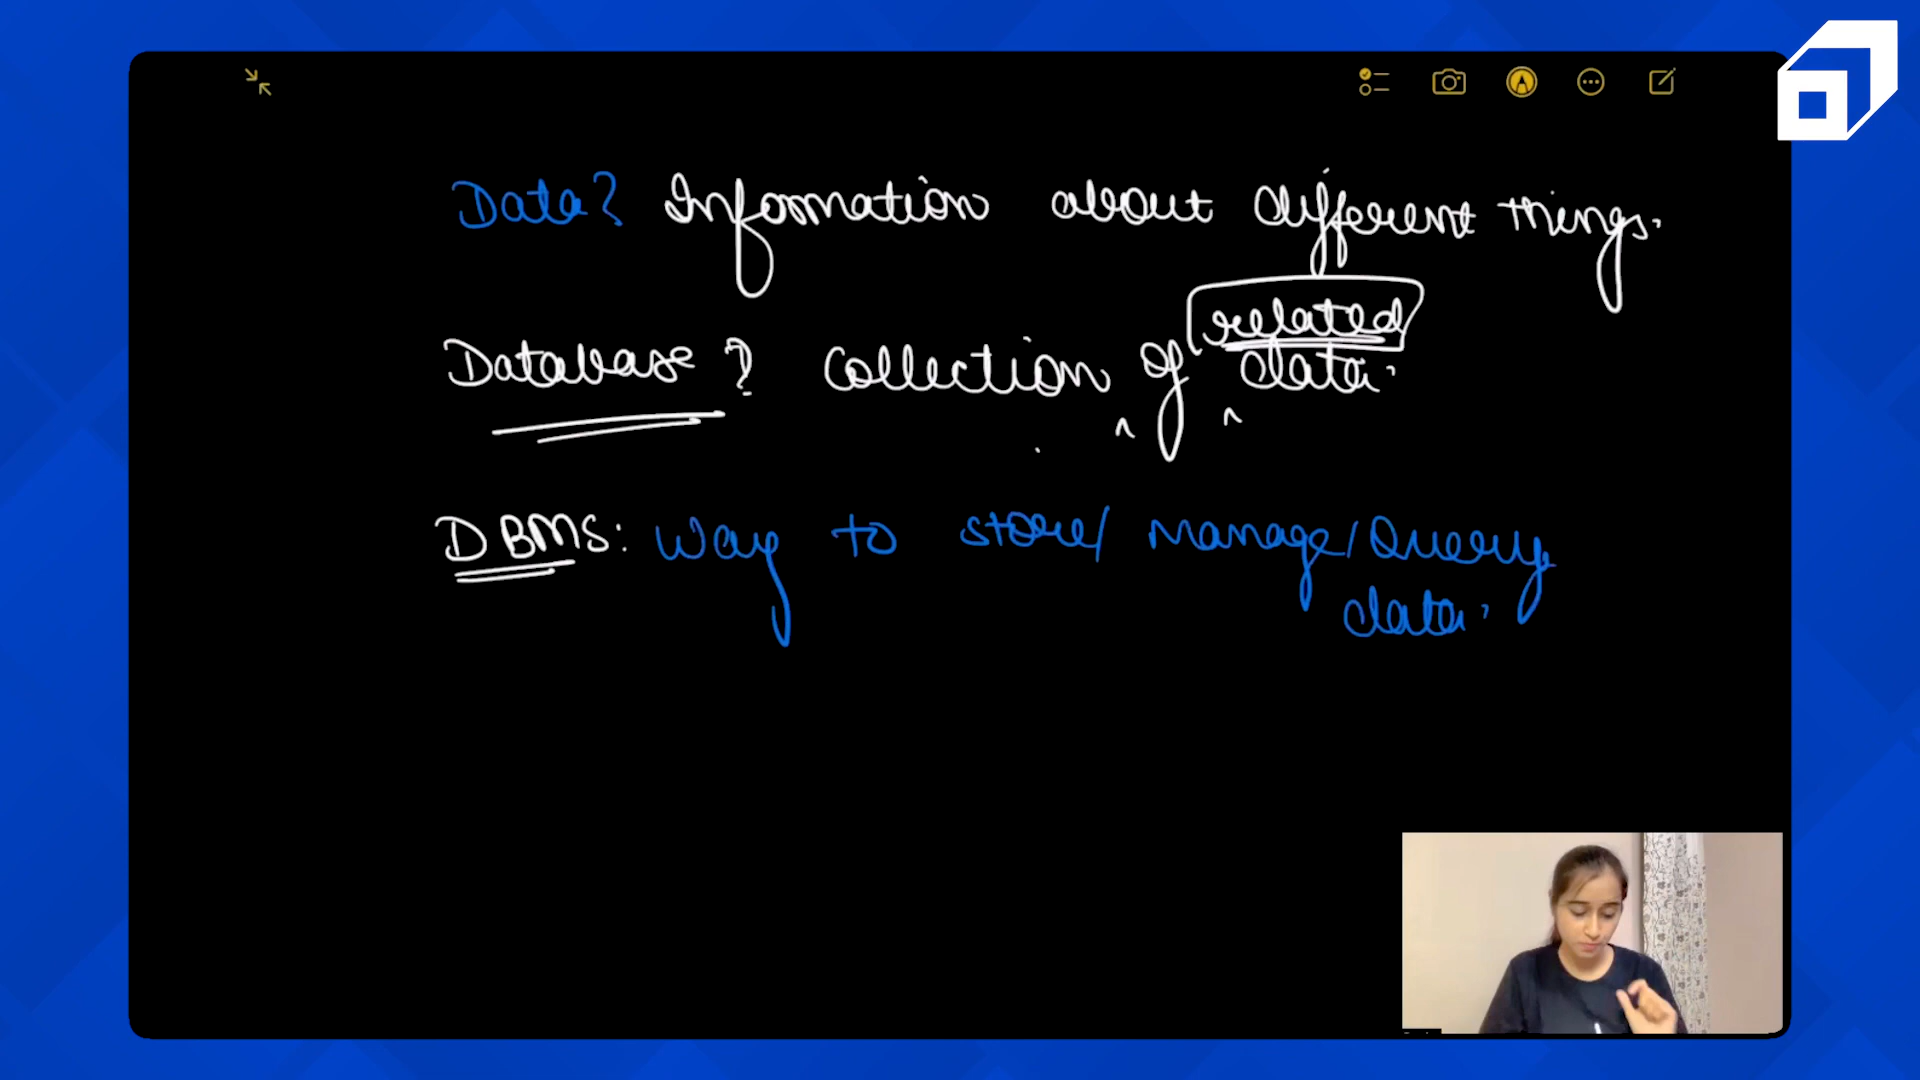 Data? Information about different things.
related
Database? Collection of data.
DBMS: Way to store/ Manage/Query
data.